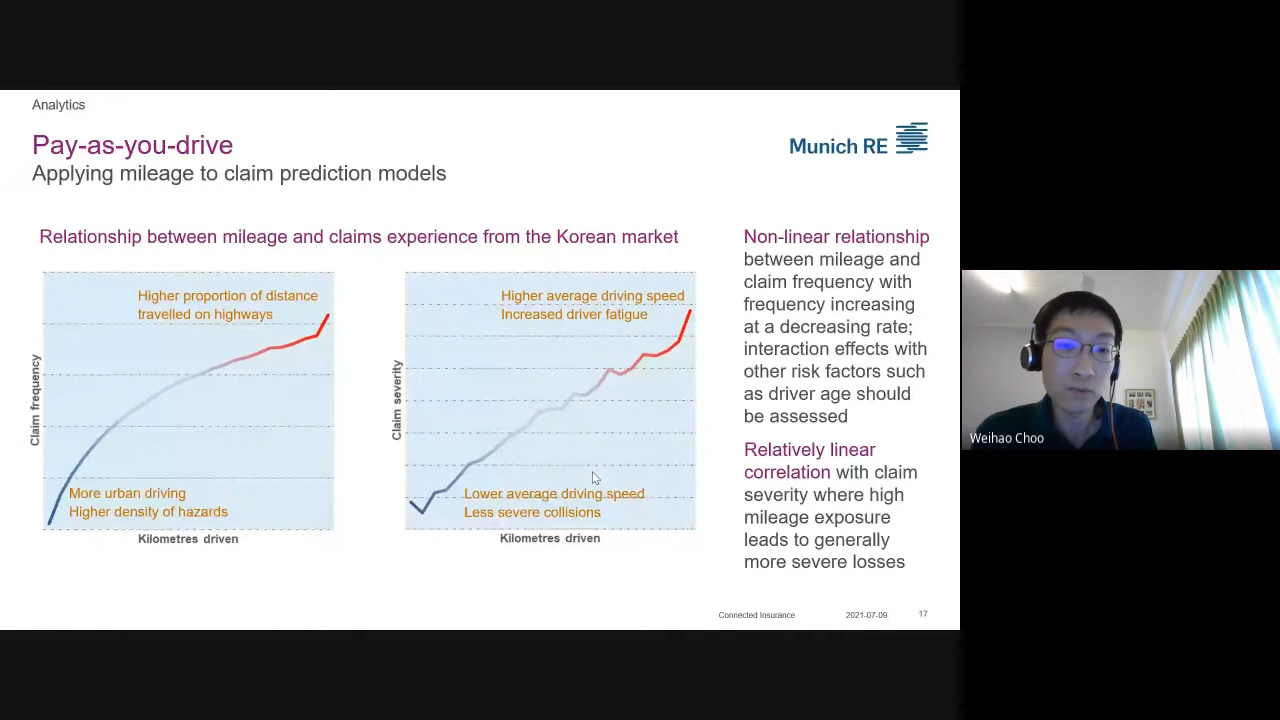 Analytics
Pay-as-you-drive
Applying mileage to claim prediction models
Munich RE
Relationship between mileage and claims experience from the Korean market
Claim frequency
Higher proportion of distance
travelled on highways
More urban driving
Higher density of hazards
Kilometres driven
Claim severity
Higher average driving speed
Increased driver fatigue
Lower average driving speed
Less severe collisions
Kilometres driven
Non-linear relationship
between mileage and
claim frequency with
frequency increasing
at a decreasing rate;
interaction effects with
other risk factors such
as driver age should
be assessed
Relatively linear
correlation with claim
severity where high
mileage exposure
leads to generally
more severe losses
Connected Insurance
2021-07-09
17
Weihao Choo